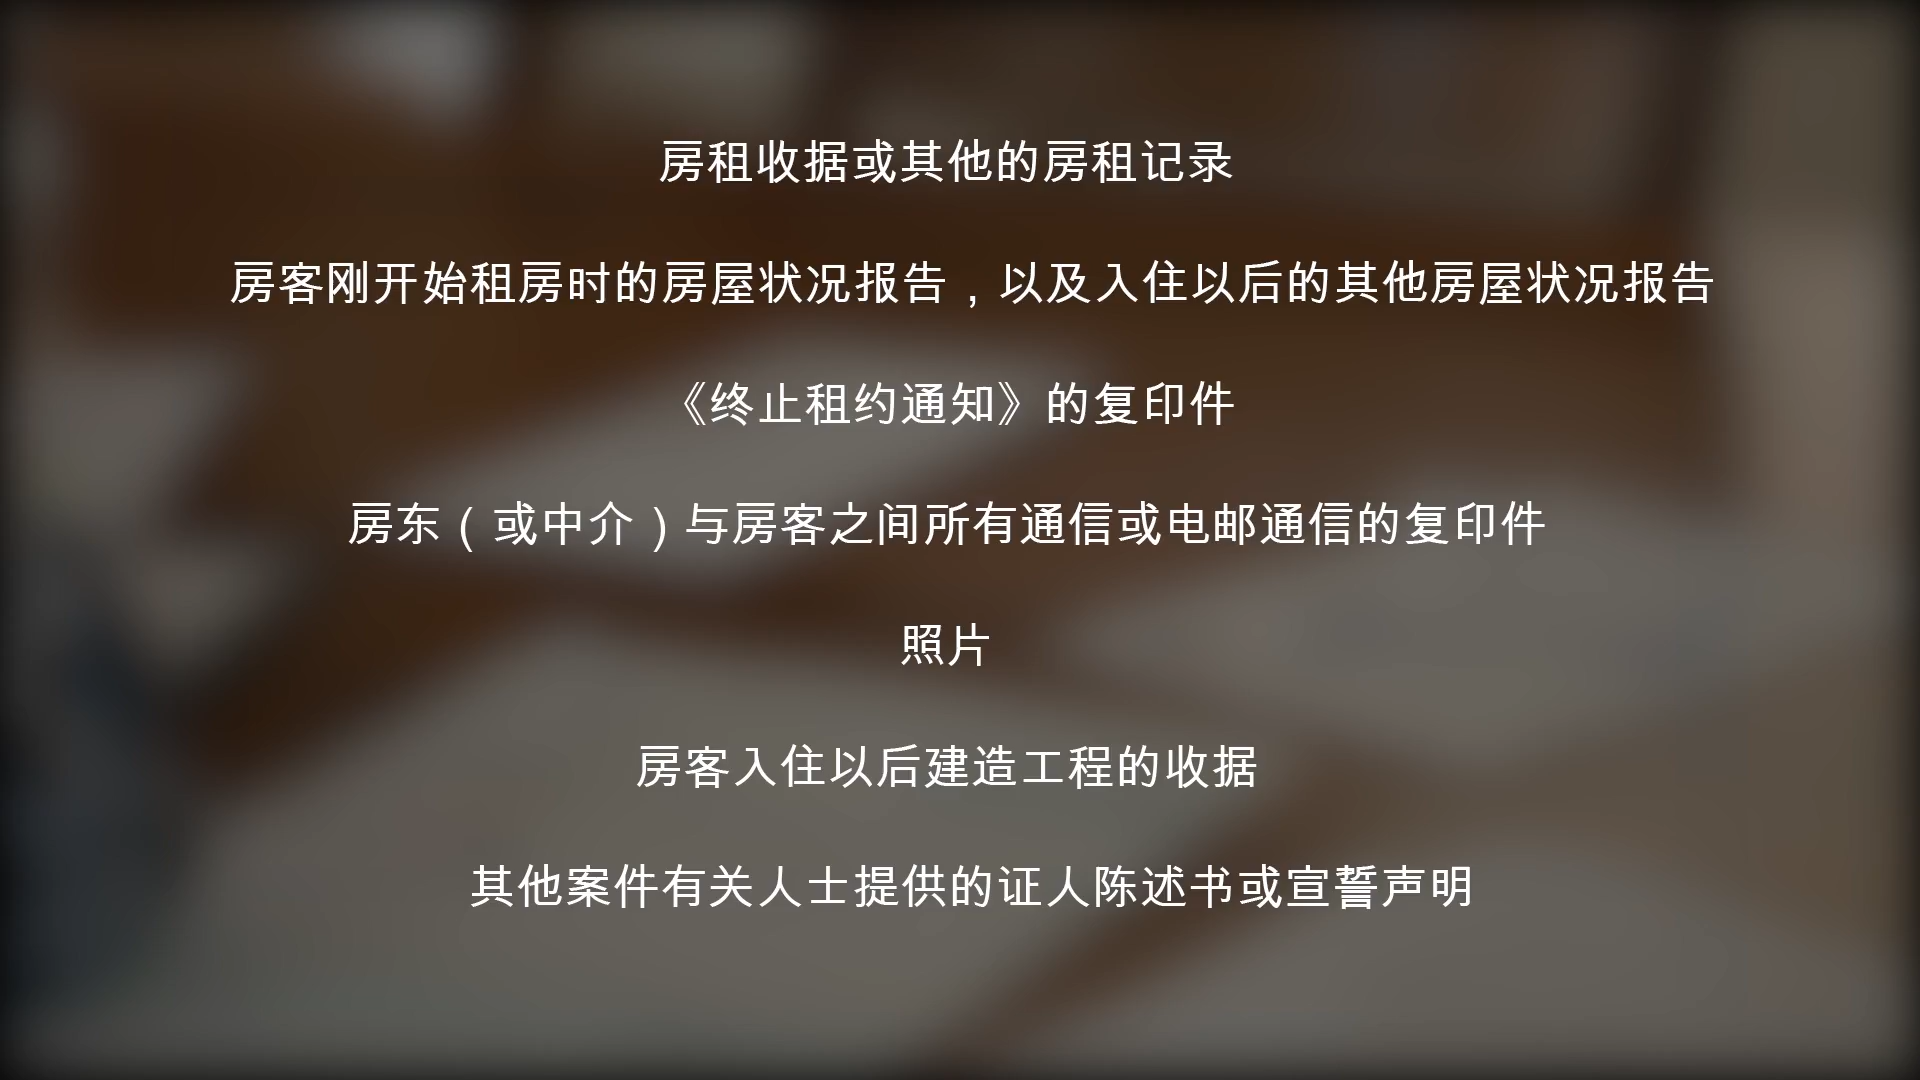 房租收据或其他的房租记录
房客刚开始租房时的房屋状况报告，以及入住以后的其他房屋状况报告
《终止租约通知》的复印件
房东（或中介）与房客之间所有通信或电邮通信的复印件
照片
房客入住以后建造工程的收据
其他案件有关人士提供的证人陈述书或宣誓声明